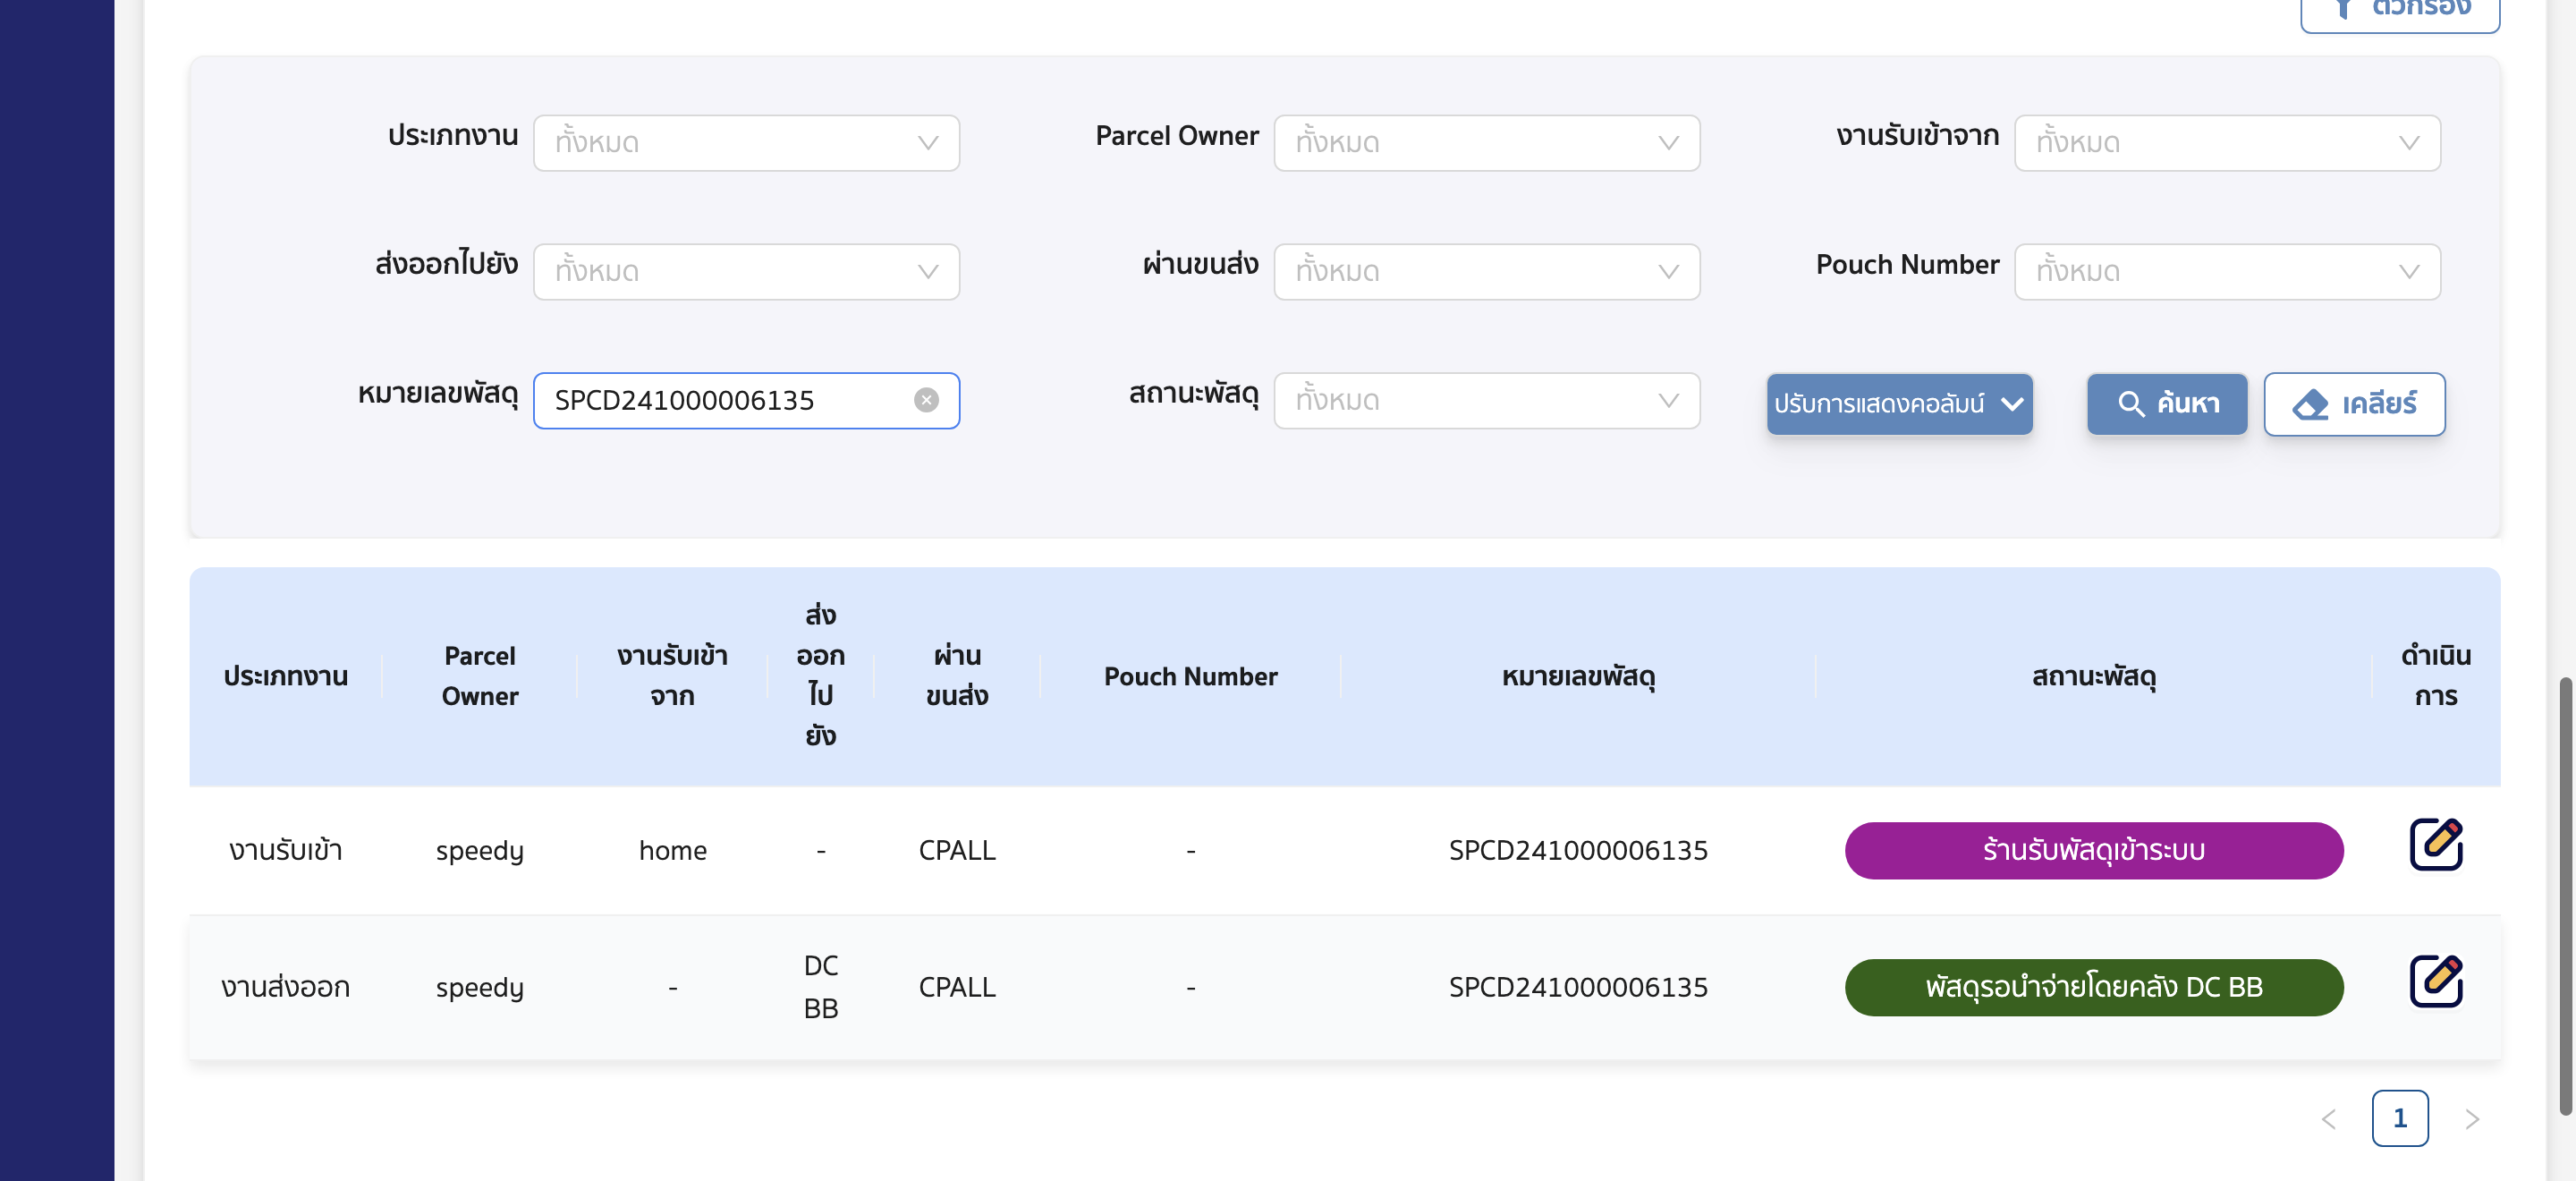 ตัวกรอง
ประเภทงาน ทั้งหมด Parcel Owner ทั้งหมด งานรับเข้าจาก ทั้งหมด
ส่งออกไปยัง ทั้งหมด ผ่านขนส่ง ทั้งหมด Pouch Number ทั้งหมด
หมายเลขพัสดุ SPCD241000006135 สถานะพัสดุ ทั้งหมด ปรับการแสดงคอลัมน์ ค้นหา เคลียร์
ประเภทงาน
Parcel
Owner
งานรับเข้า
จาก
ส่ง
ออก
ไป
ยัง
ผ่าน
ขนส่ง
Pouch Number
หมายเลขพัสดุ
สถานะพัสดุ
ดำเนิน
การ
งานรับเข้า speedy home - CPALL - SPCD241000006135 ร้านรับพัสดุเข้าระบบ
งานส่งออก speedy - DC
BB CPALL - SPCD241000006135 พัสดุรอนำจ่ายโดยคลัง DC BB
1